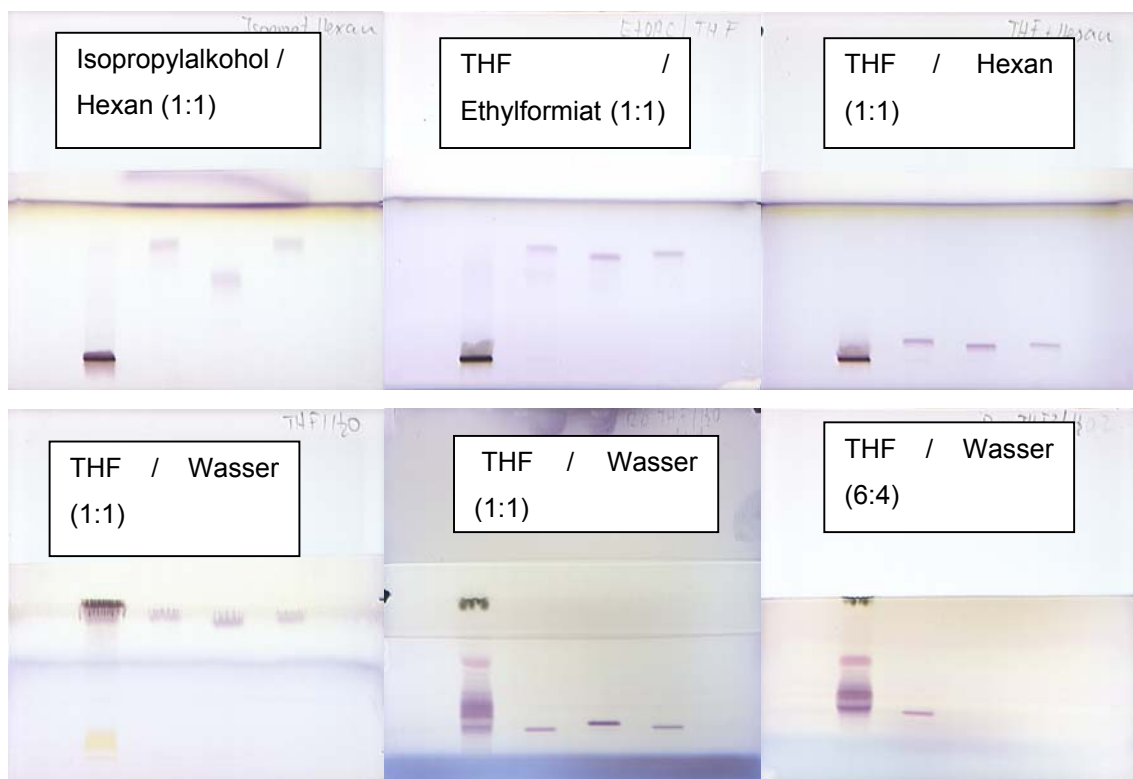 Isopropylalkohol /
Hexan (1:1)
THF /
Ethylformiat (1:1)
THF / Hexan
(1:1)
THF / Wasser
(1:1)
THF / Wasser
(1:1)
THF / Wasser
(6:4)